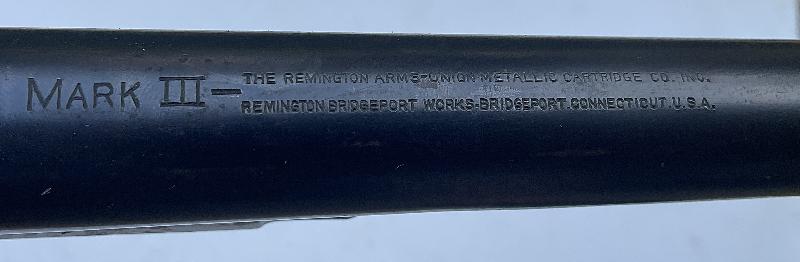 MARK III—
THE REMINGTON ARMS-UNION METALLIC CARTRIDGE CO. INC.
REMINGTON BRIDGEPORT WORKS-BRIDGEPORT.CONNECTICUT U.S.A.